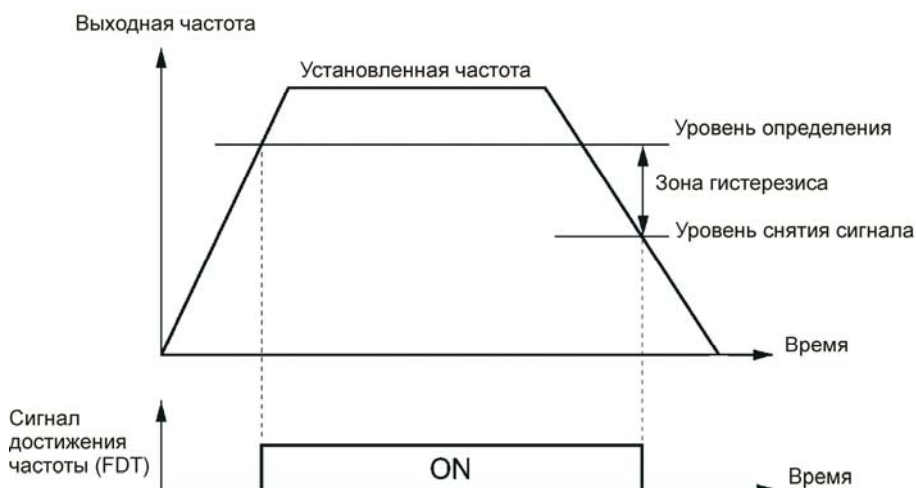 Выходная частота
Установленная частота
Уровень определения
Зона гистерезиса
Уровень снятия сигнала
Время
Сигнал
достижения
частоты (FDT)
ON
Время